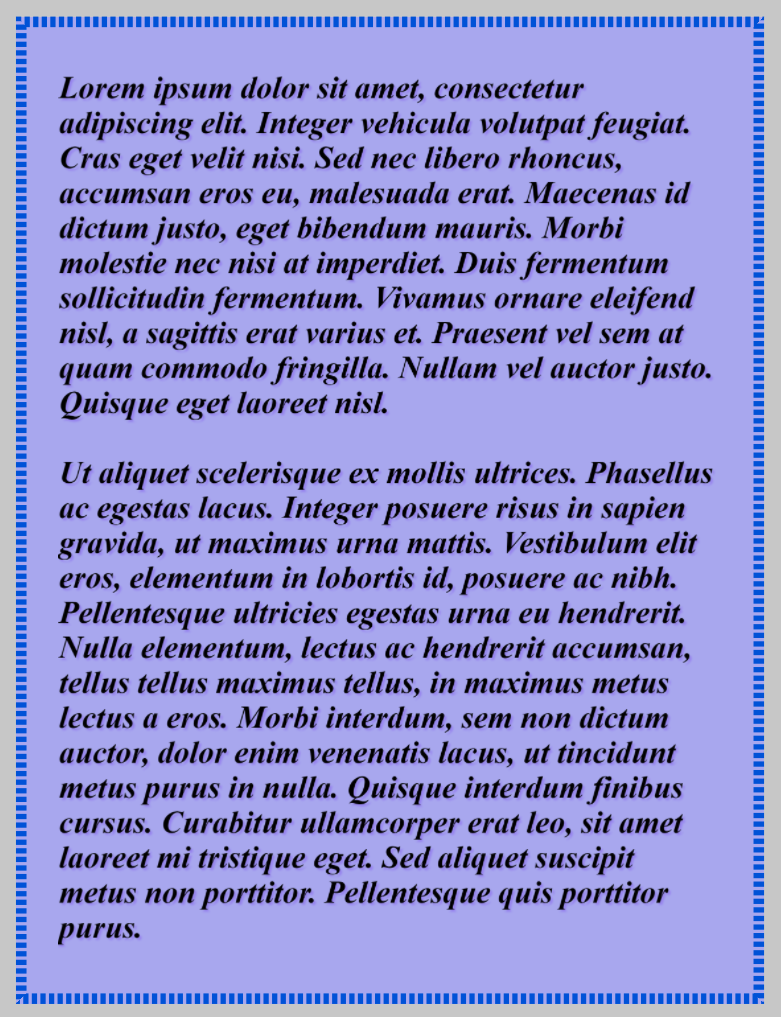 Lorem ipsum dolor sit amet, consectetur
adipiscing elit. Integer vehicula volutpat feugiat.
Cras eget velit nisi. Sed nec libero rhoncus,
accumsan eros eu, malesuada erat. Maecenas id
dictum justo, eget bibendum mauris. Morbi
molestie nec nisi at imperdiet. Duis fermentum
sollicitudin fermentum. Vivamus ornare eleifend
nisl, a sagittis erat varius et. Praesent vel sem at
quam commodo fringilla. Nullam vel auctor justo.
Quisque eget laoreet nisl.

Ut aliquet scelerisque ex mollis ultrices. Phasellus
ac egestas lacus. Integer posuere risus in sapien
gravida, ut maximus urna mattis. Vestibulum elit
eros, elementum in lobortis id, posuere ac nibh.
Pellentesque ultricies egestas urna eu hendrerit.
Nulla elementum, lectus ac hendrerit accumsan,
tellus tellus maximus tellus, in maximus metus
lectus a eros. Morbi interdum, sem non dictum
auctor, dolor enim venenatis lacus, ut tincidunt
metus purus in nulla. Quisque interdum finibus
cursus. Curabitur ullamcorper erat leo, sit amet
laoreet mi tristique eget. Sed aliquet suscipit
metus non porttitor. Pellentesque quis porttitor
purus.